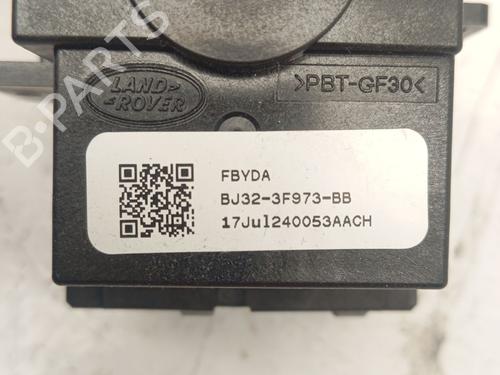 LAND-
-ROVER
>PBT-GF30<
B-PARTS
FBYDA
BJ32-3F973-BB
17Jul240053AACH